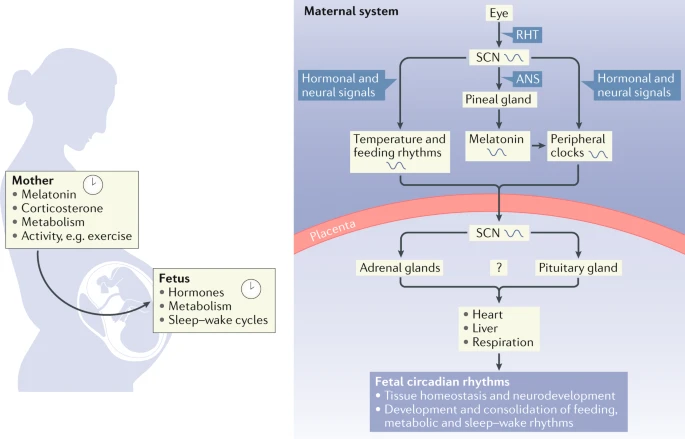 Mother
• Melatonin
• Corticosterone
• Metabolism
• Activity, e.g. exercise
Fetus
• Hormones
• Metabolism
• Sleep–wake cycles
Maternal system
Eye
RHT
SCN
Hormonal and
neural signals
ANS
Hormonal and
neural signals
Pineal gland
Temperature and
feeding rhythms
Melatonin
Peripheral
clocks
Placenta
SCN
Adrenal glands
?
Pituitary gland
• Heart
• Liver
• Respiration
Fetal circadian rhythms
• Tissue homeostasis and neurodevelopment
• Development and consolidation of feeding,
metabolic and sleep–wake rhythms